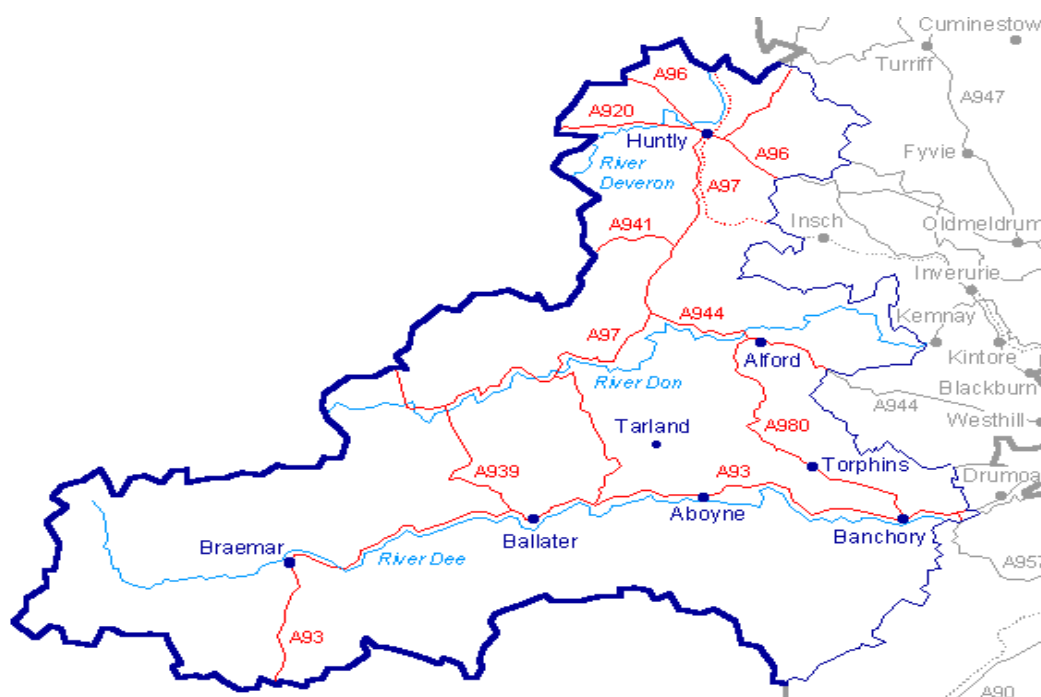 Cuminestow
Turriff
A96
A947
A920
Huntly
A96
Fyvie
River
Deveron
A97
A941
Insch
Oldmeldrum
Inverurie
A944
Kemnay
A97
Alford
Kintore
River Don
Blackburn
A944
Westhill
Tarland
A980
A939
A93
Torphins
Drumoa
Aboyne
Ballater
Banchory
Braemar
River Dee
A957
A93
A90